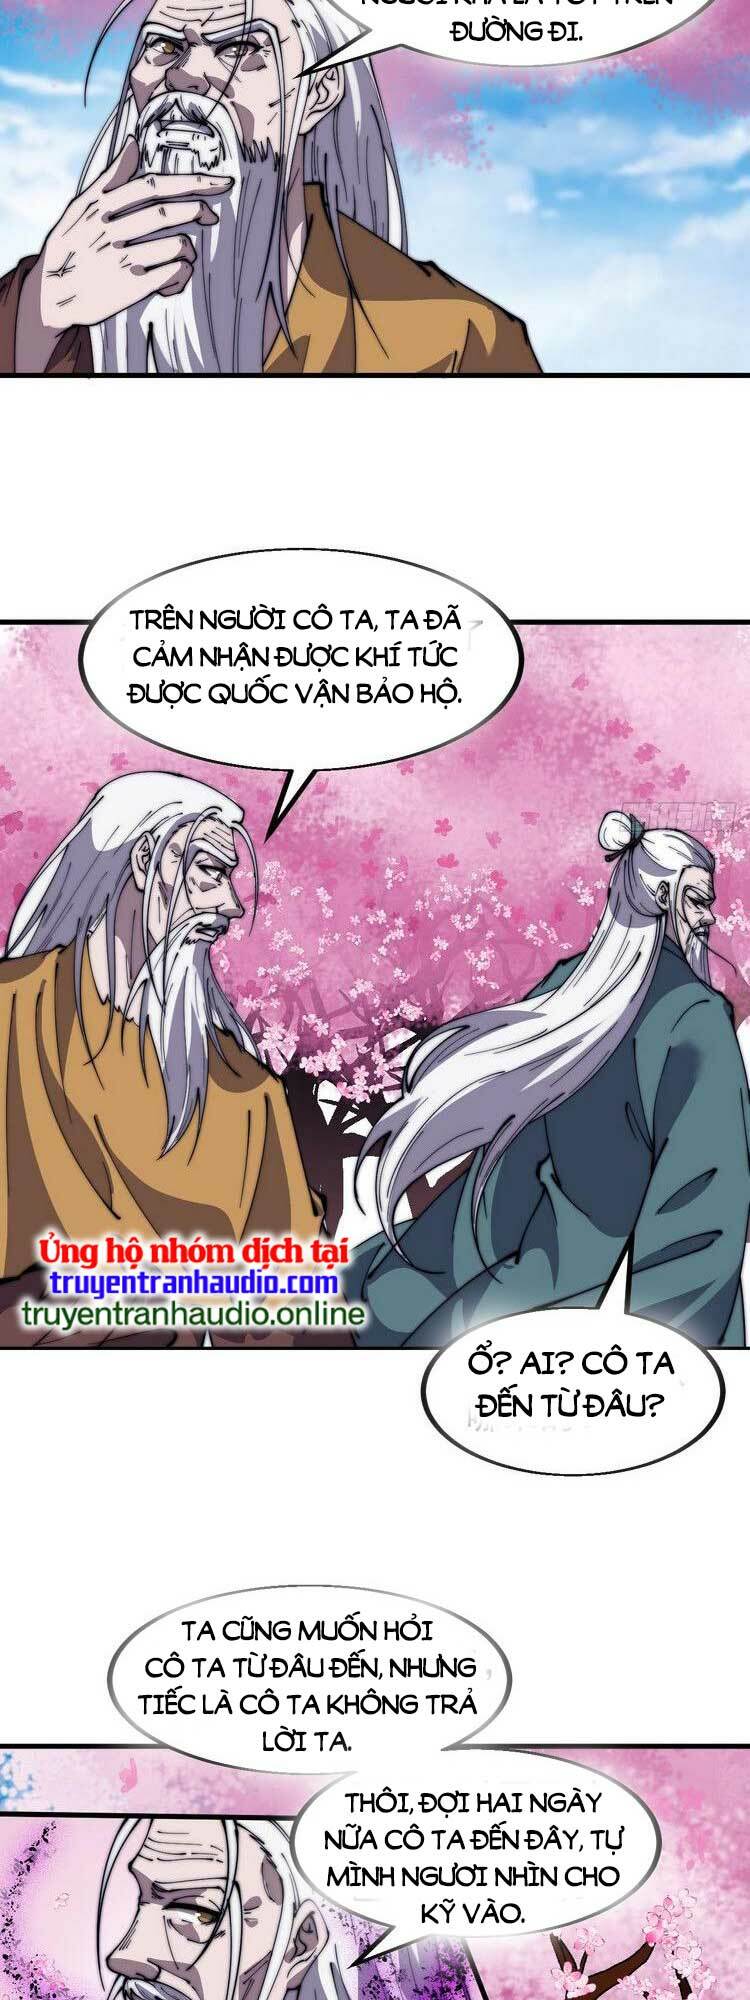 ĐƯỜNG ĐI.
TRÊN NGƯỜI CÔ TA, TA ĐÃ
CẢM NHẬN ĐƯỢC KHÍ TỨC
ĐƯỢC QUỐC VẬN BẢO HỘ.
Ủng hộ nhóm dịch tại
truyentranhaudio.com
truyentranhaudio.online
Ổ? AI? CÔ TA
ĐẾN TỪ ĐÂU?
TA CŨNG MUỐN HỎI
CÔ TA TỪ ĐÂU ĐẾN, NHƯNG
TIẾC LÀ CÔ TA KHÔNG TRẢ
LỜI TA.
THÔI, ĐỢI HAI NGÀY
NỮA CÔ TA ĐẾN ĐÂY, TỰ
MÌNH NGƯƠI NHÌN CHO
KỸ VÀO.